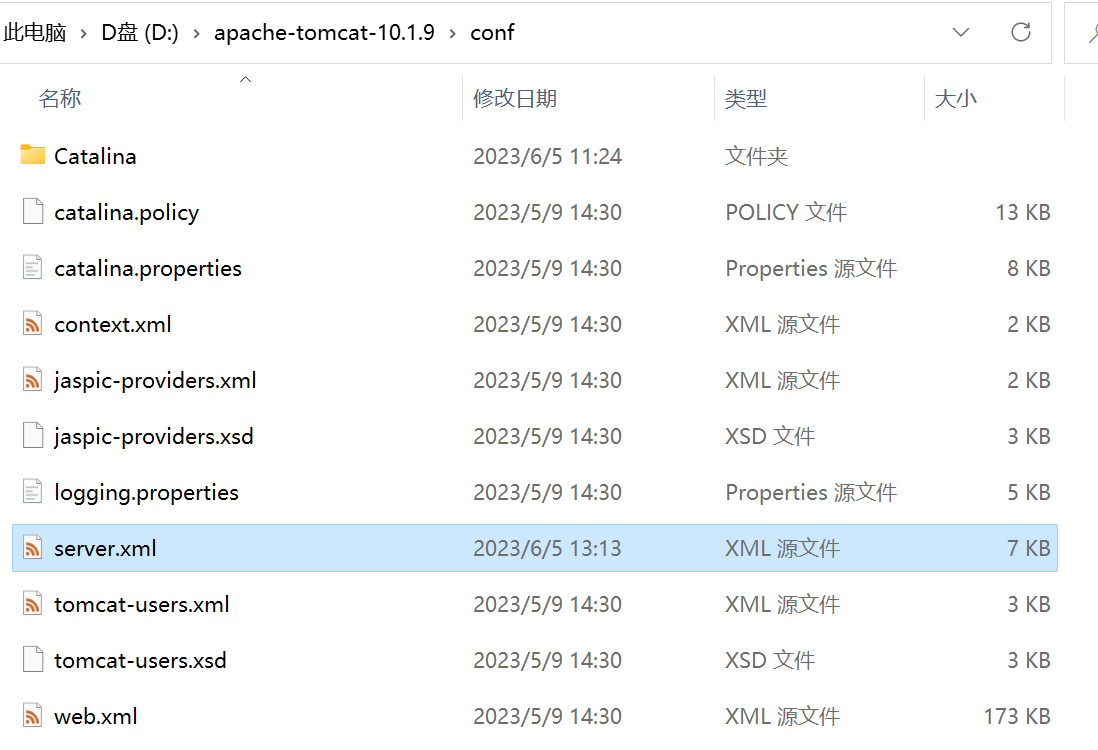 此电脑 › D盘 (D:) › apache-tomcat-10.1.9 › conf
名称 修改日期 类型 大小
Catalina 2023/6/5 11:24 文件夹
catalina.policy 2023/5/9 14:30 POLICY 文件 13 KB
catalina.properties 2023/5/9 14:30 Properties 源文件 8 KB
context.xml 2023/5/9 14:30 XML 源文件 2 KB
jaspic-providers.xml 2023/5/9 14:30 XML 源文件 2 KB
jaspic-providers.xsd 2023/5/9 14:30 XSD 文件 3 KB
logging.properties 2023/5/9 14:30 Properties 源文件 5 KB
server.xml 2023/6/5 13:13 XML 源文件 7 KB
tomcat-users.xml 2023/5/9 14:30 XML 源文件 3 KB
tomcat-users.xsd 2023/5/9 14:30 XSD 文件 3 KB
web.xml 2023/5/9 14:30 XML 源文件 173 KB